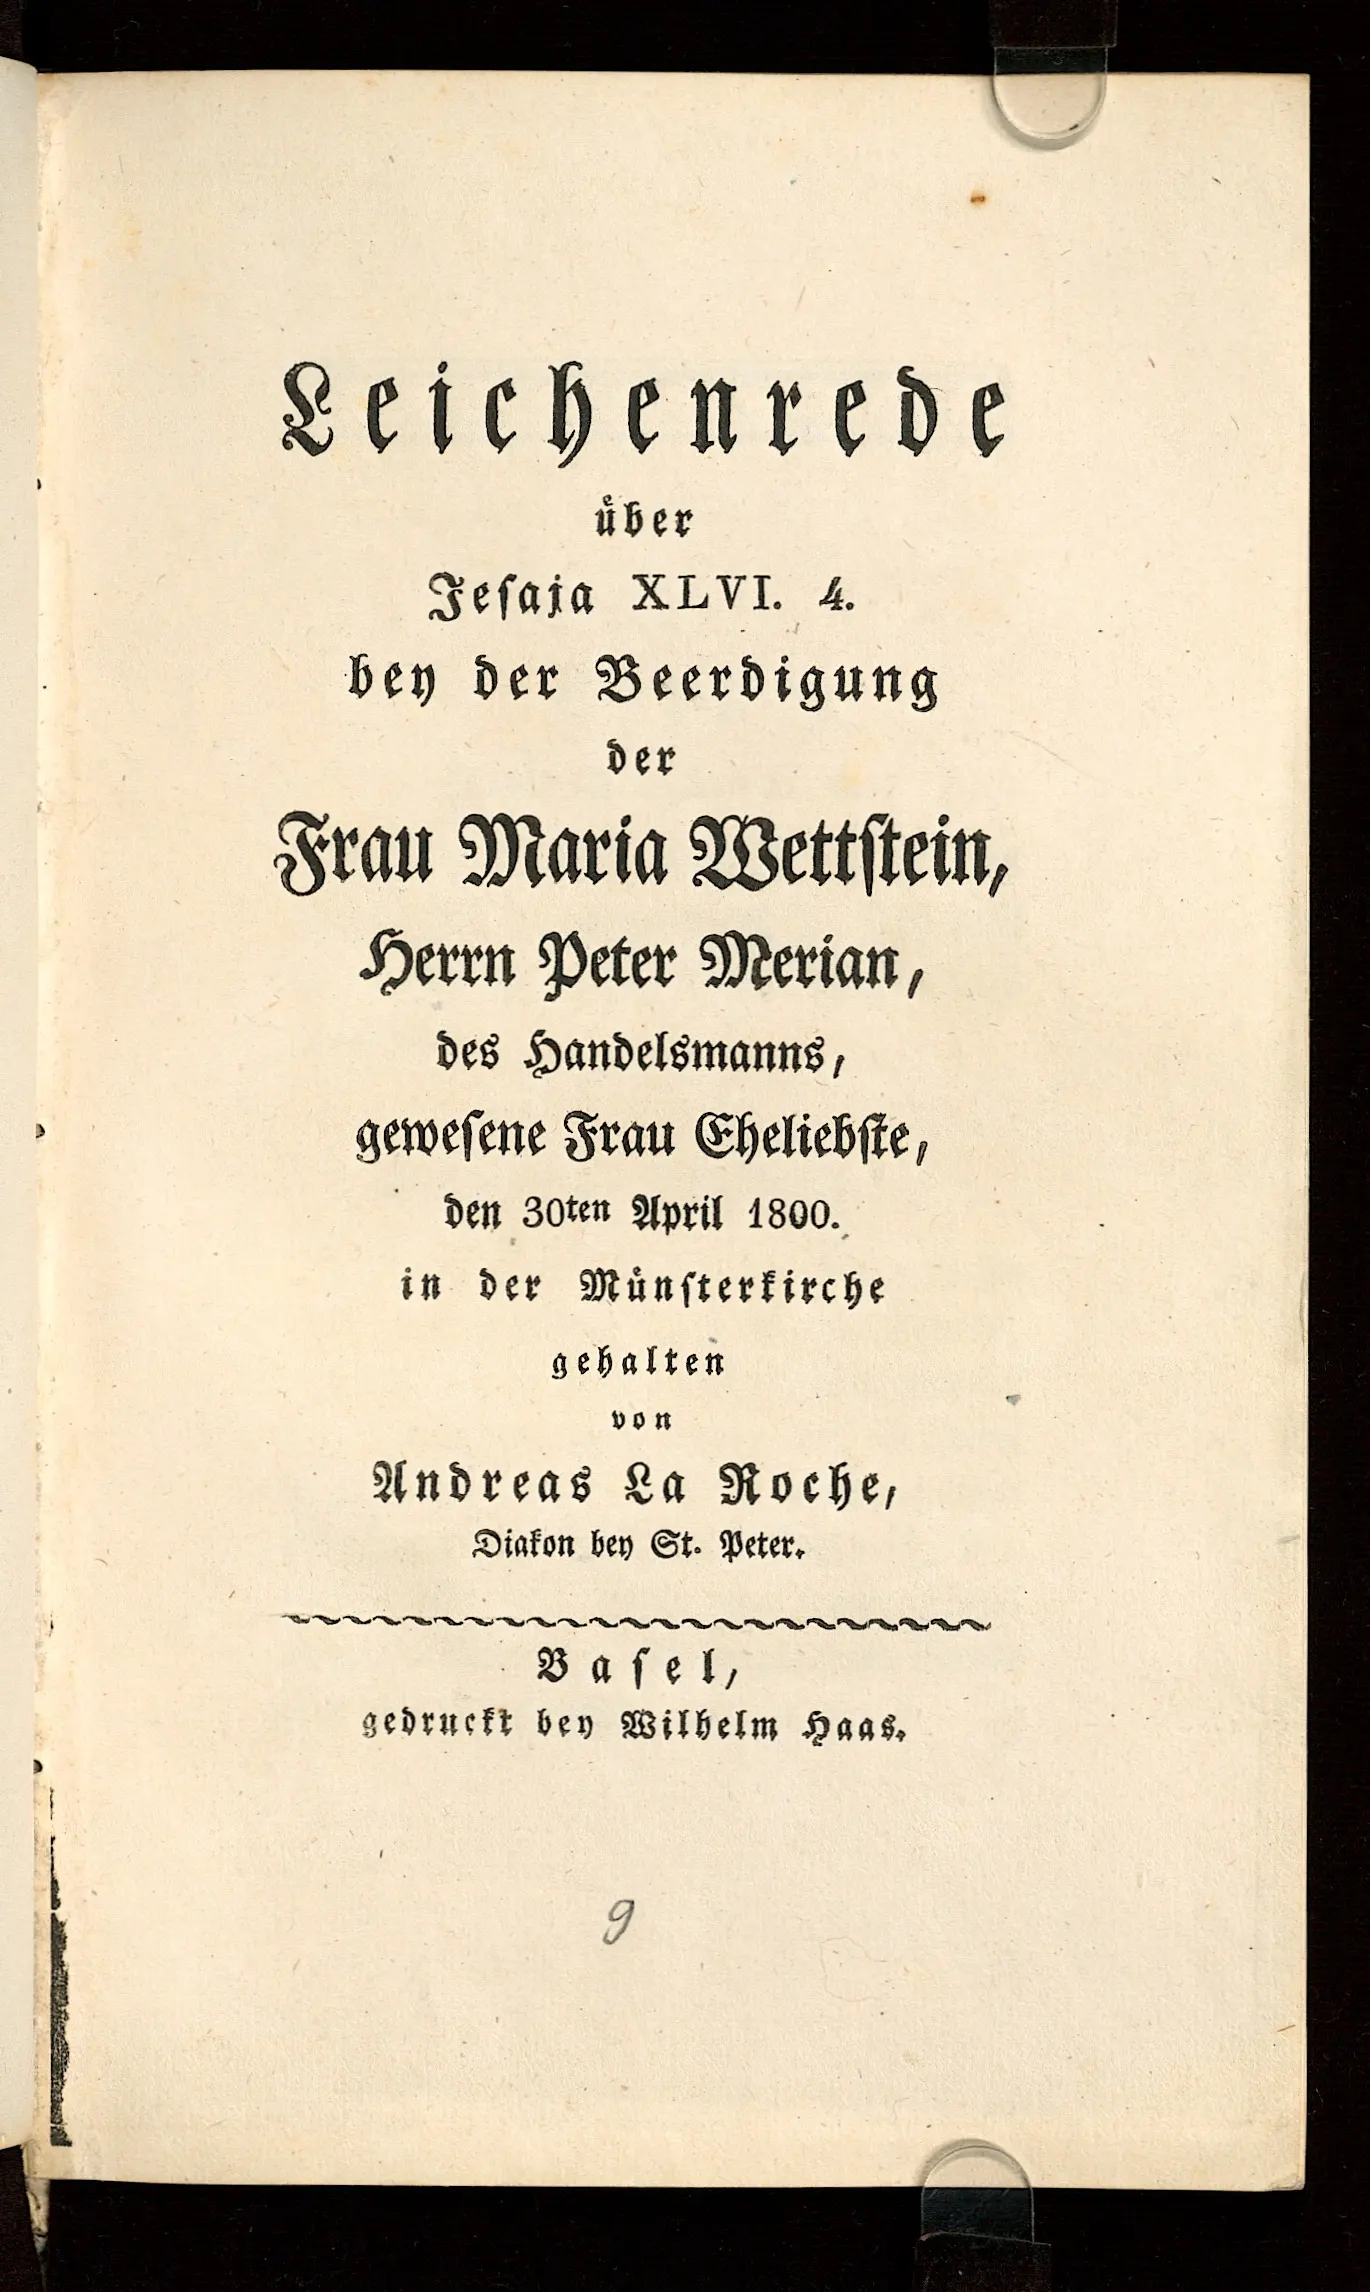 Leichenrede
über
Jesaja XLVI. 4.
bey der Beerdigung
der
Frau Maria Wettstein,
Herrn Peter Merian,
des Handelsmanns,
gewesene Frau Eheliebste,
den 30ten April 1800.
in der Münsterkirche
gehalten
von
Andreas La Roche,
Diakon bey St. Peter.
Basel,
gedruckt bey Wilhelm Haas.
9